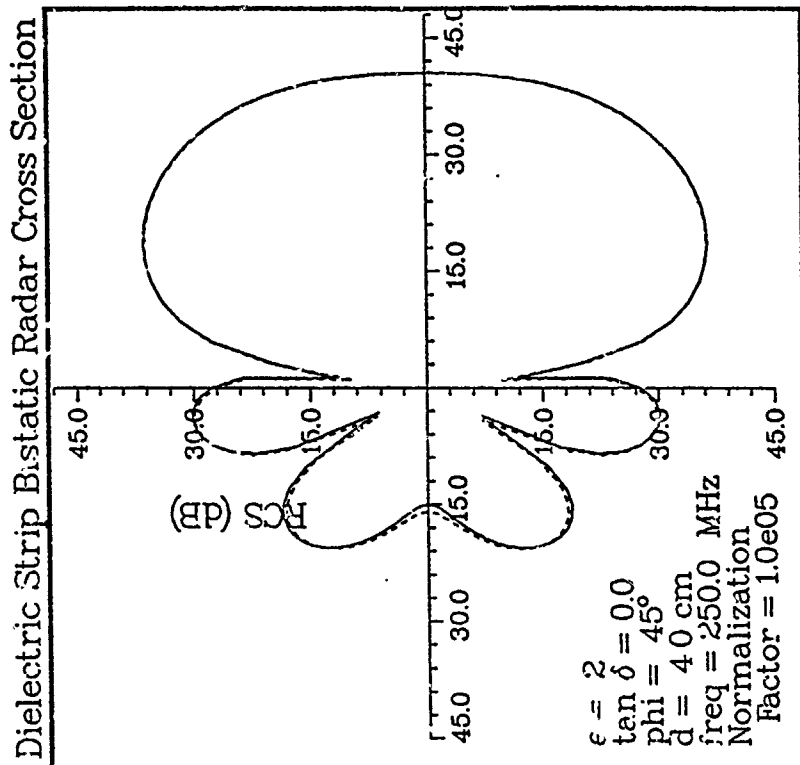 Dielectric Strip Bistatic Radar Cross Section
45.0
30.0
15.0
15.0
30.0
45.0
45.0
30.0
15.0
15.0
30.0
45.0
RCS (dB)
ϵ = 2
tan δ = 0.0
phi = 45°
d = 40 cm
freq = 250.0 MHz
Normalization
Factor = 1.0e05